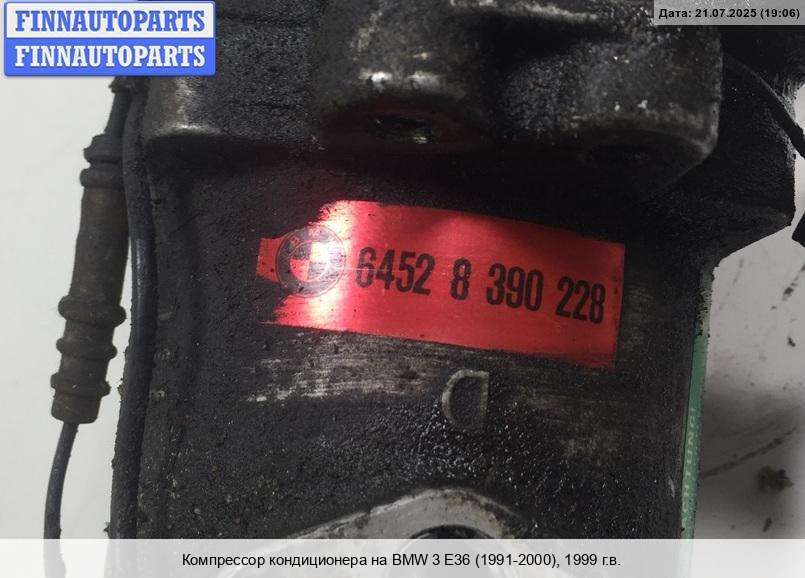 FINNAUTOPARTS
FINNAUTOPARTS
Дата: 21.07.2025 (19:06)
BMW
6452 8 390 228
D
Компрессор кондиционера на BMW 3 E36 (1991-2000), 1999 г.в.